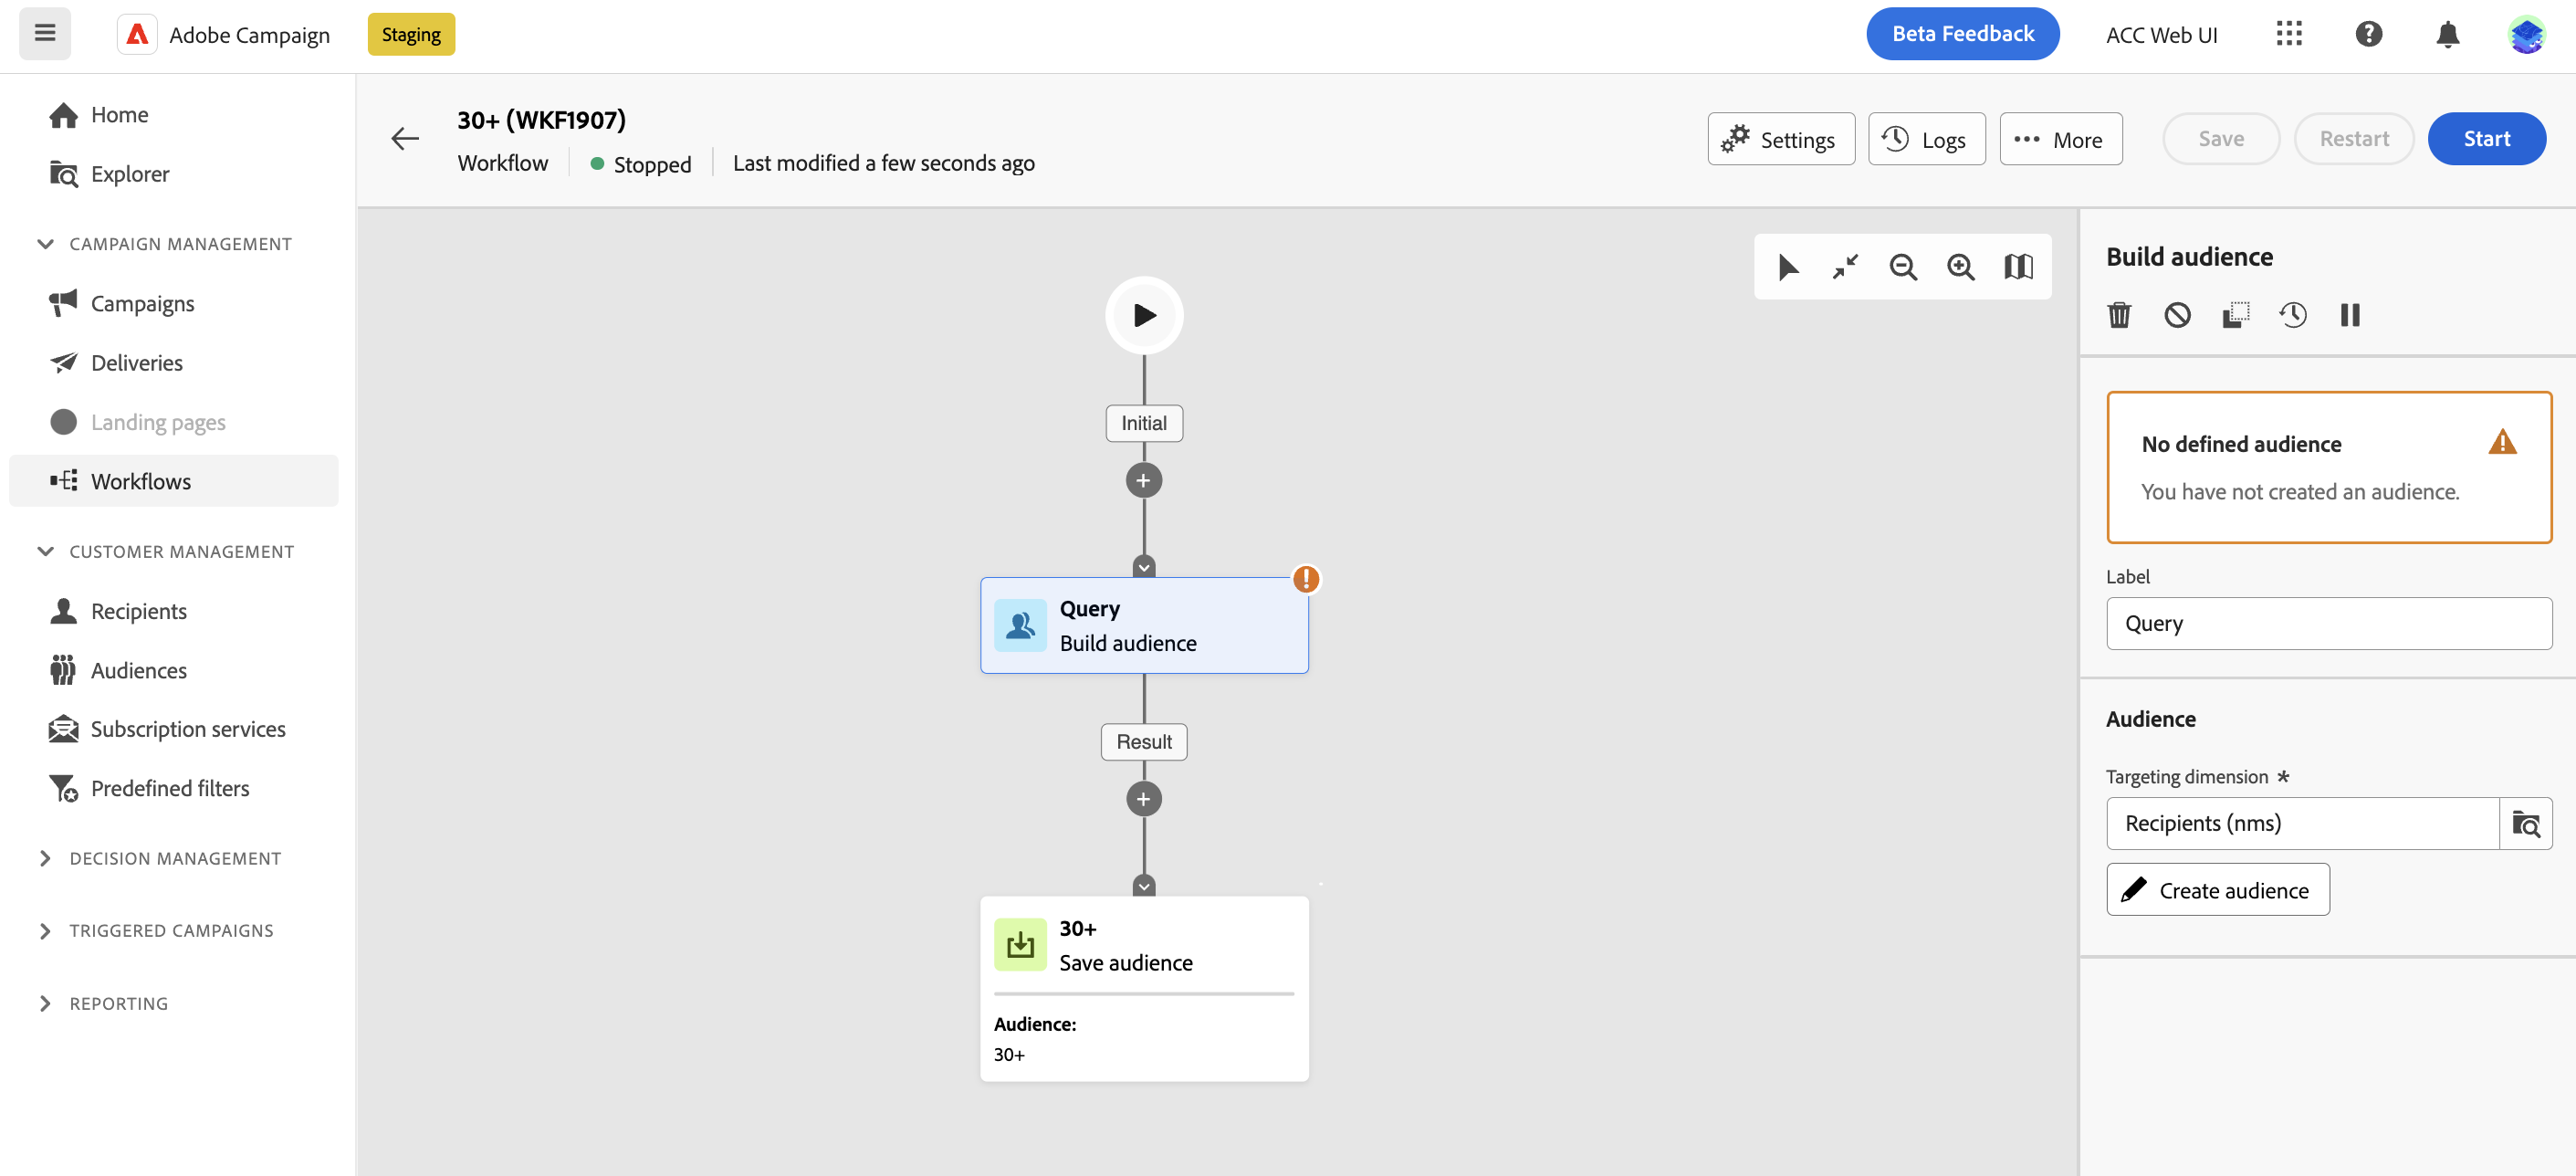 Adobe Campaign
Staging
Beta Feedback
ACC Web UI
Home
Explorer
CAMPAIGN MANAGEMENT
Campaigns
Deliveries
Landing pages
Workflows
CUSTOMER MANAGEMENT
Recipients
Audiences
Subscription services
Predefined filters
DECISION MANAGEMENT
TRIGGERED CAMPAIGNS
REPORTING
30+ (WKF1907)
Workflow
Stopped
Last modified a few seconds ago
Settings
Logs
More
Save
Restart
Start
Initial
Query
Build audience
Result
30+
Save audience
Audience:
30+
Build audience
No defined audience
You have not created an audience.
Label
Query
Audience
Targeting dimension *
Recipients (nms)
Create audience